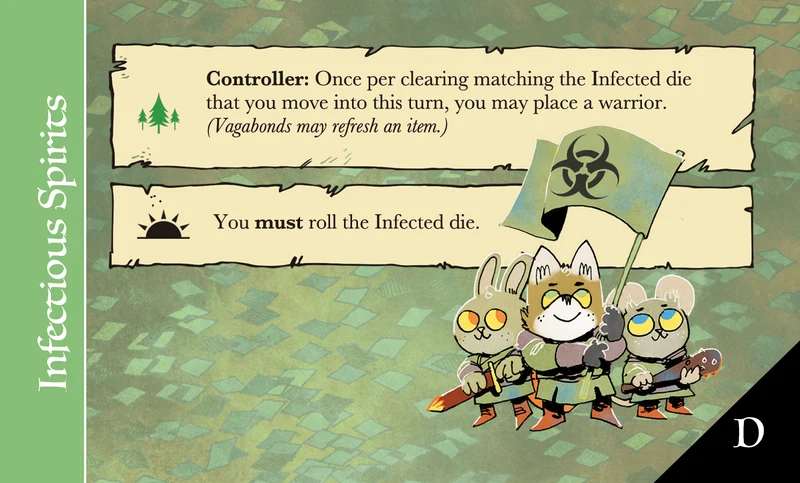 Infectious Spirits
Controller: Once per clearing matching the Infected die
that you move into this turn, you may place a warrior.
(Vagabonds may refresh an item.)
You must roll the Infected die.
D